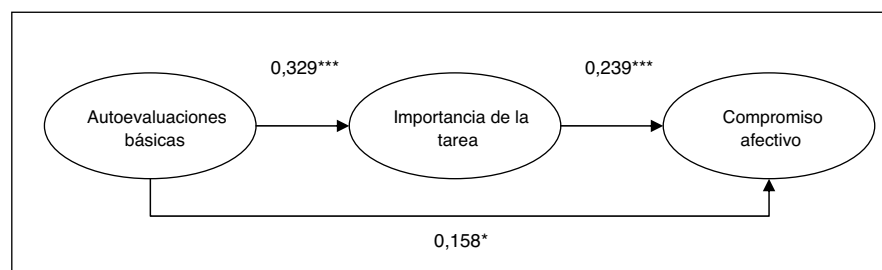 0,329***
0,239***
Autoevaluaciones
básicas
Importancia de la
tarea
Compromiso
afectivo
0,158*